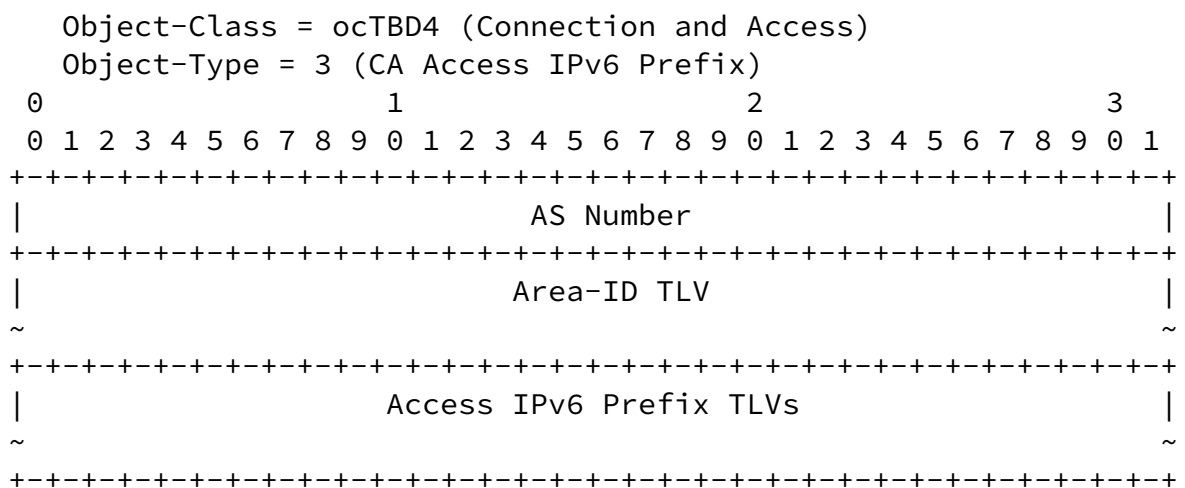 Object-Class = ocTBD4 (Connection and Access)
Object-Type = 3 (CA Access IPv6 Prefix)
0                   1                   2                   3
0 1 2 3 4 5 6 7 8 9 0 1 2 3 4 5 6 7 8 9 0 1 2 3 4 5 6 7 8 9 0 1
+-+-+-+-+-+-+-+-+-+-+-+-+-+-+-+-+-+-+-+-+-+-+-+-+-+-+-+-+-+-+-+-+
|                            AS Number                          |
+-+-+-+-+-+-+-+-+-+-+-+-+-+-+-+-+-+-+-+-+-+-+-+-+-+-+-+-+-+-+-+-+
|                           Area-ID TLV                         |
~                                                               ~
+-+-+-+-+-+-+-+-+-+-+-+-+-+-+-+-+-+-+-+-+-+-+-+-+-+-+-+-+-+-+-+-+
|                    Access IPv6 Prefix TLVs                    |
~                                                               ~
+-+-+-+-+-+-+-+-+-+-+-+-+-+-+-+-+-+-+-+-+-+-+-+-+-+-+-+-+-+-+-+-+